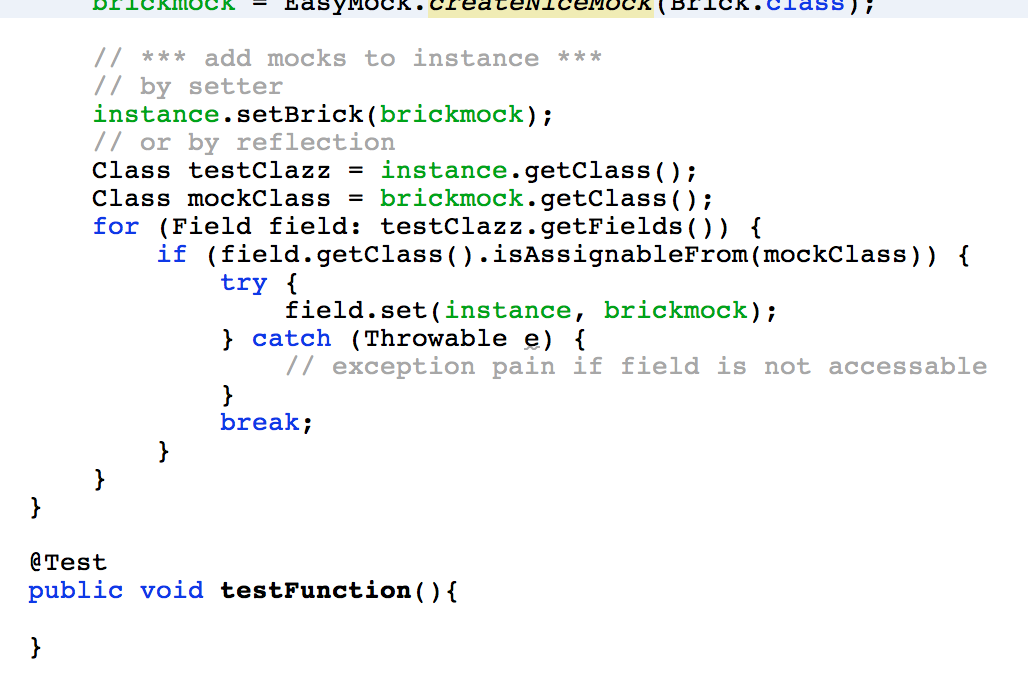 brickmock = EasyMock.createNiceMock(Brick.class);
// *** add mocks to instance ***
// by setter
instance.setBrick(brickmock);
// or by reflection
Class testClazz = instance.getClass();
Class mockClass = brickmock.getClass();
for (Field field: testClazz.getFields()) {
if (field.getClass().isAssignableFrom(mockClass)) {
try {
field.set(instance, brickmock);
} catch (Throwable e) {
// exception pain if field is not accessable
}
break;
}
}
}
@Test
public void testFunction(){
}